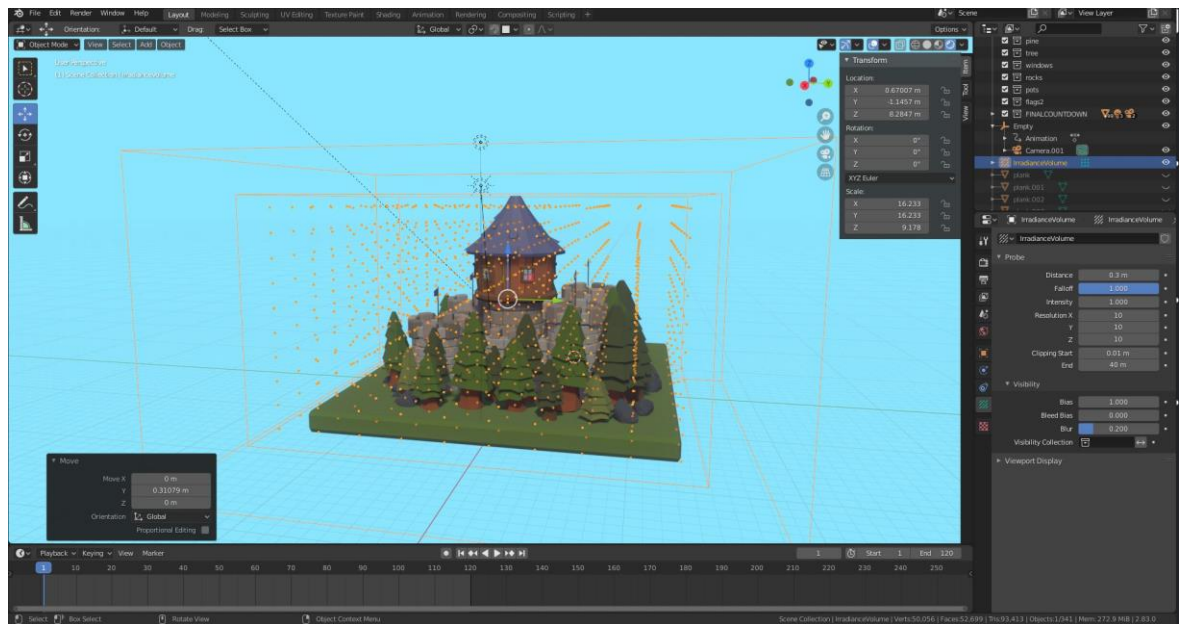 File Edit Render Window Help Layout Modeling Sculpting UV Editing Texture Paint Shading Animation Rendering Compositing Scripting + Scene View Layer
Orientation: Default Drag: Select Box Global Options
Object Mode View Select Add Object
User Perspective
(1) Scene Collection | IrradianceVolume
Transform
Location:
X 0.67007 m
Y -1.1457 m
Z 8.2847 m
Rotation:
X 0°
Y 0°
Z 0°
XYZ Euler
Scale:
X 16.233
Y 16.233
Z 9.178
Item
Tool
View
pine
tree
windows
rocks
pots
flags2
FINALCOUNTDOWN
Empty
Animation
Camera.001
IrradianceVolume
plank
plank.001
plank.002
IrradianceVolume IrradianceVolume
IrradianceVolume
Probe
Distance 0.3 m
Falloff 1.000
Intensity 1.000
Resolution X 10
Y 10
Z 10
Clipping Start 0.01 m
End 40 m
Visibility
Bias 1.000
Bleed Bias 0.000
Blur 0.200
Visibility Collection
Viewport Display
Move
Move X 0 m
Y 0.31079 m
Z 0 m
Orientation Global
Proportional Editing
Playback Keying View Marker 1 Start 1 End 120
1 10 20 30 40 50 60 70 80 90 100 110 120 130 140 150 160 170 180 190 200 210 220 230 240 250
Select Box Select Rotate View Object Context Menu Scene Collection | IrradianceVolume | Verts:50,056 | Faces:52,699 | Tris:93,413 | Objects:1/341 | Mem: 272.9 MiB | 2.83.0